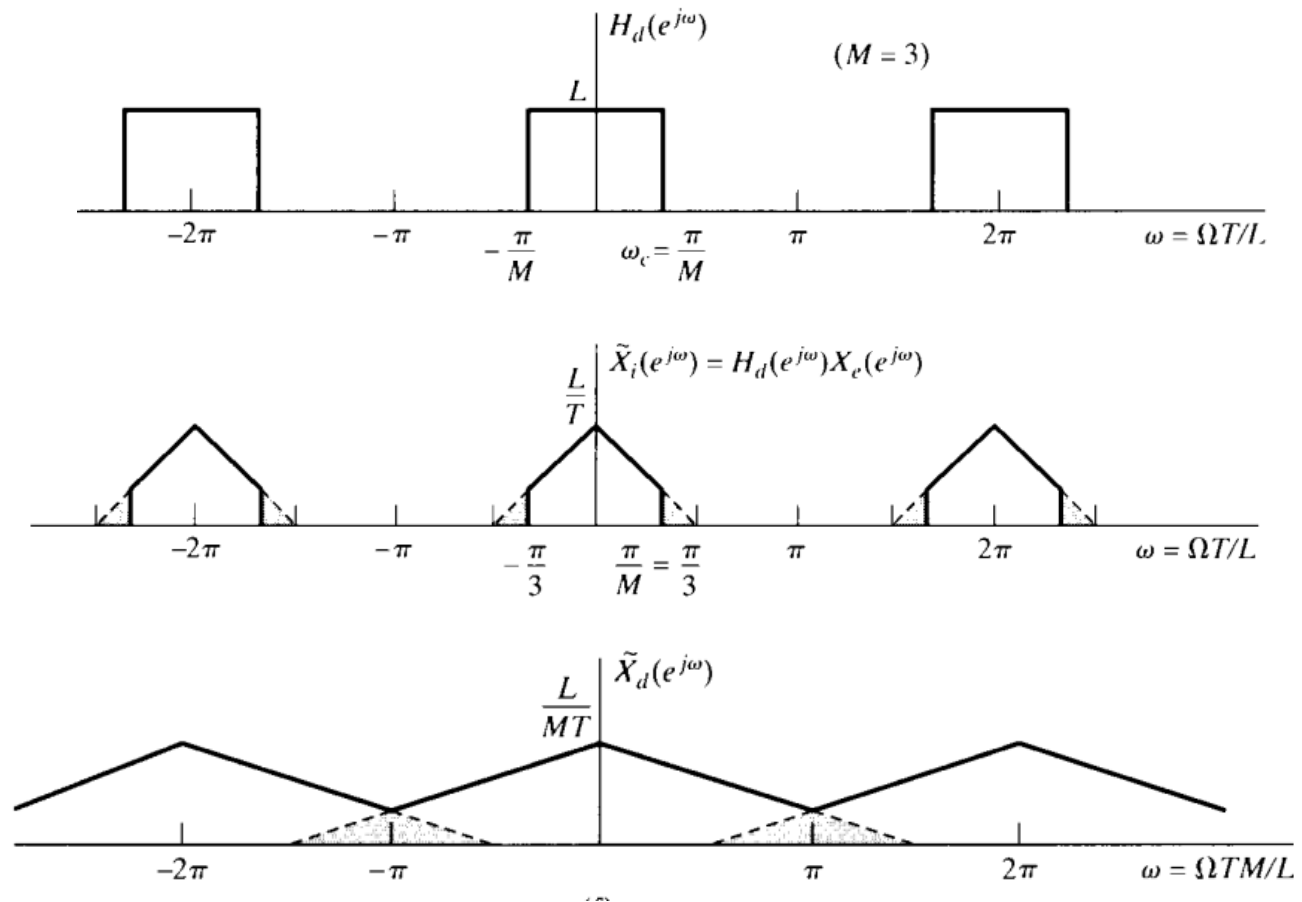 H_d(e^{jω})
(M = 3)
L
−2π −π −π/M ω_c = π/M π 2π ω = ΩT/L
X̃_i(e^{jω}) = H_d(e^{jω})X_e(e^{jω})
L/T
−2π −π −π/3 π/M = π/3 π 2π ω = ΩT/L
X̃_d(e^{jω})
L/MT
−2π −π π 2π ω = ΩTM/L